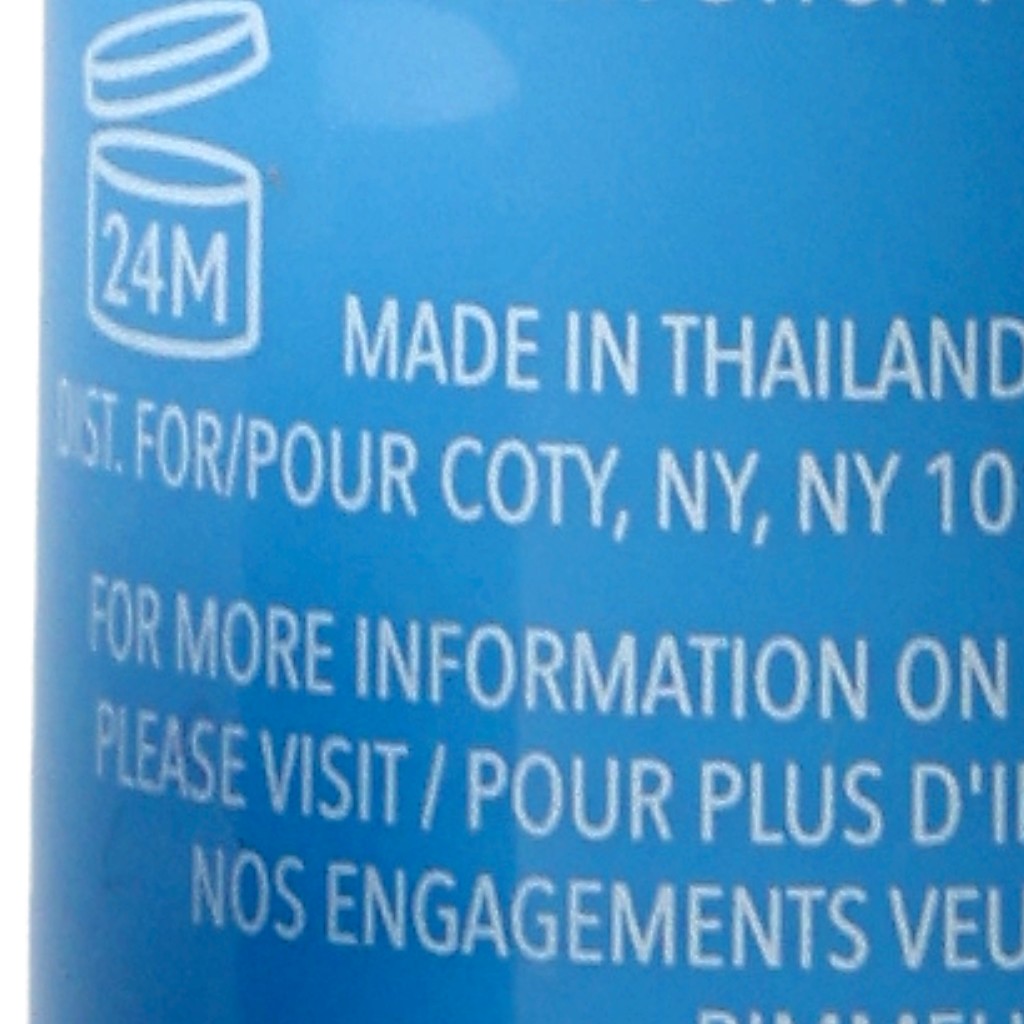 24M
MADE IN THAILAND
DIST. FOR/POUR COTY, NY, NY 10
FOR MORE INFORMATION ON
PLEASE VISIT / POUR PLUS
NOS ENGAGEMENTS